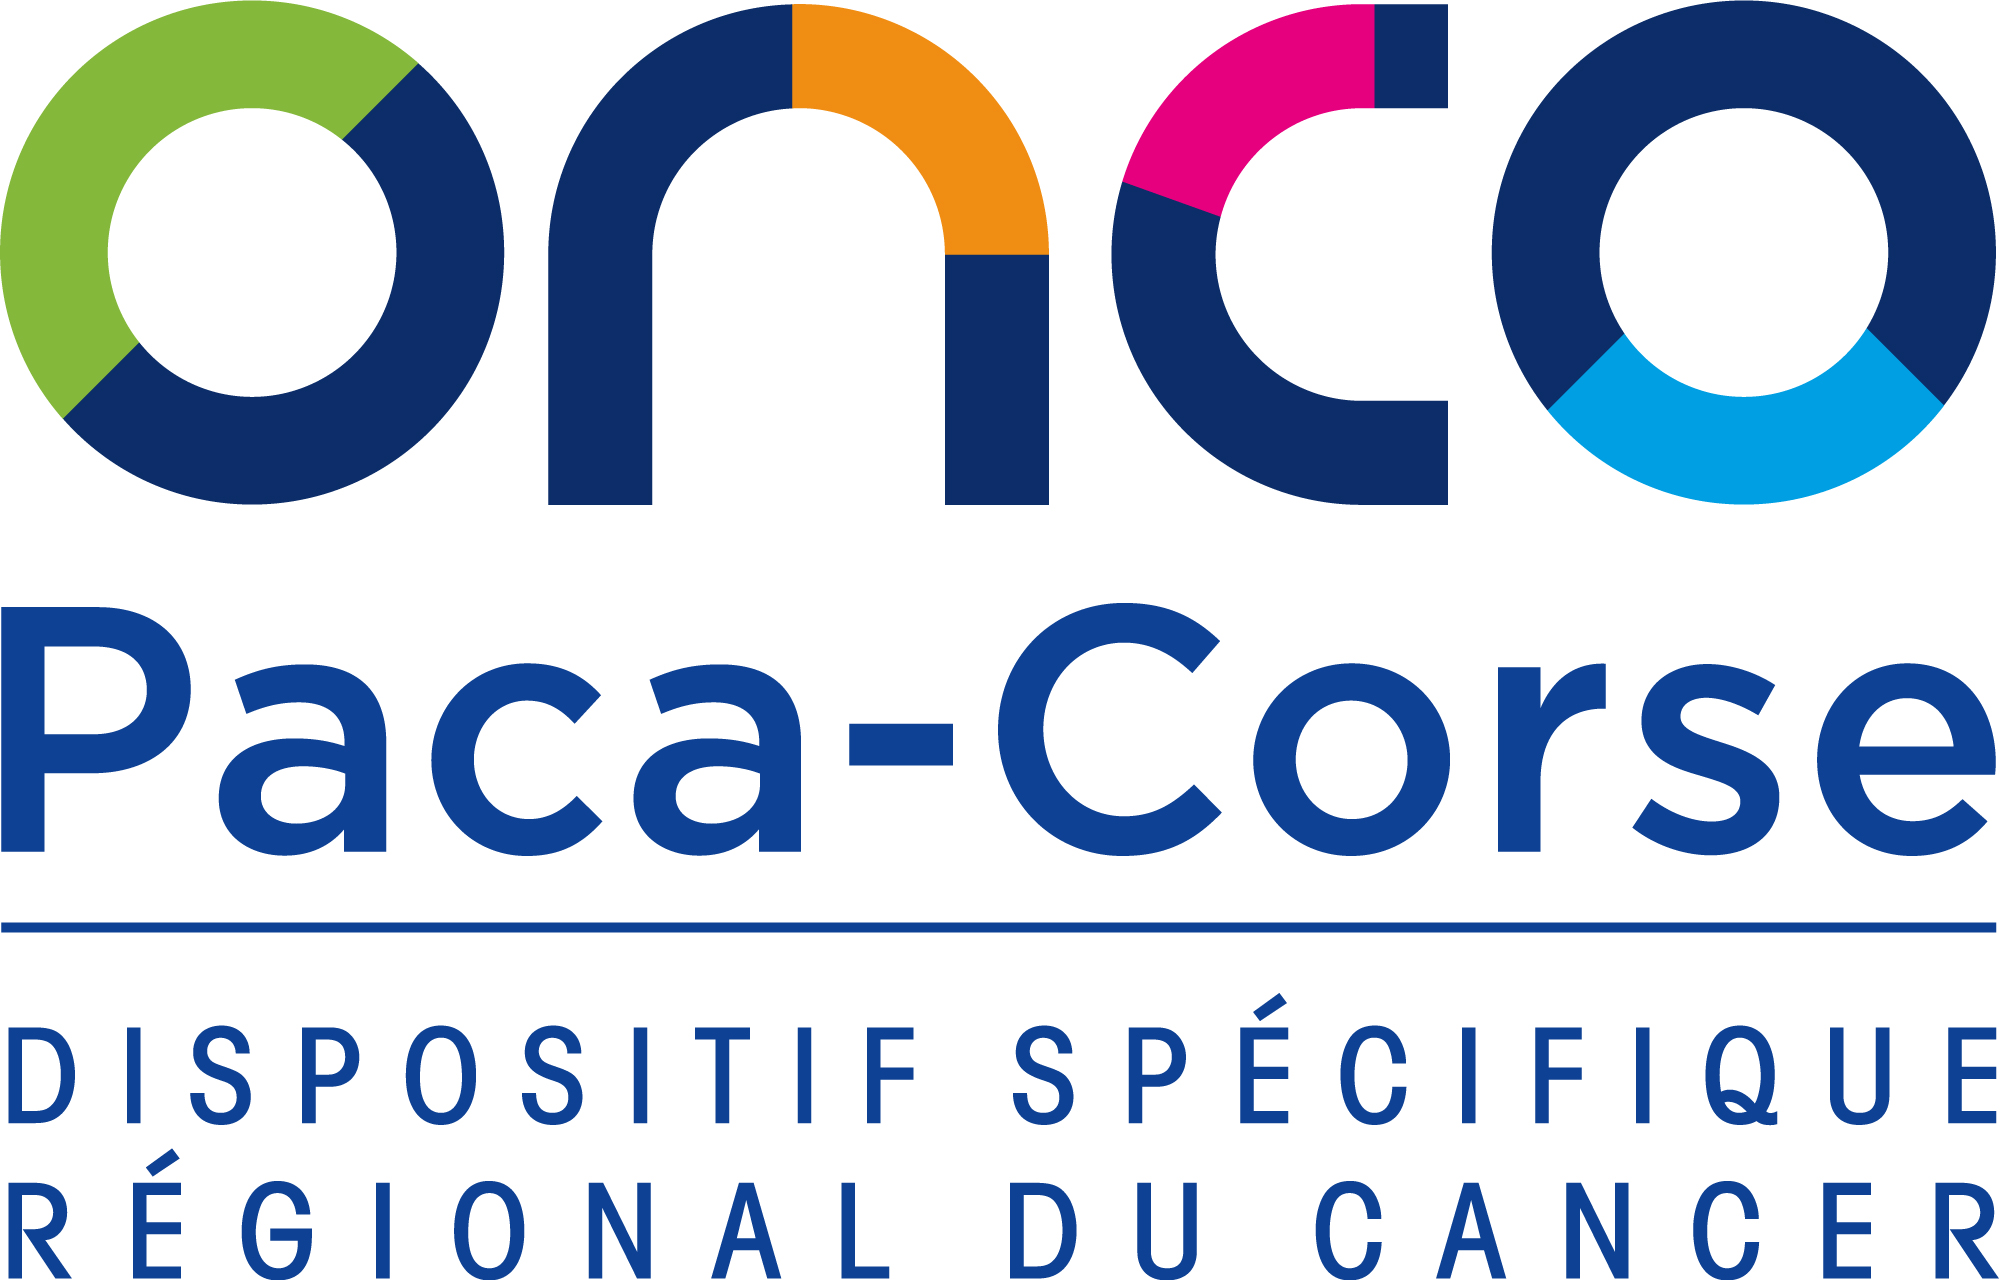 onco
Paca-Corse
DISPOSITIF SPÉCIFIQUE
RÉGIONAL DU CANCER